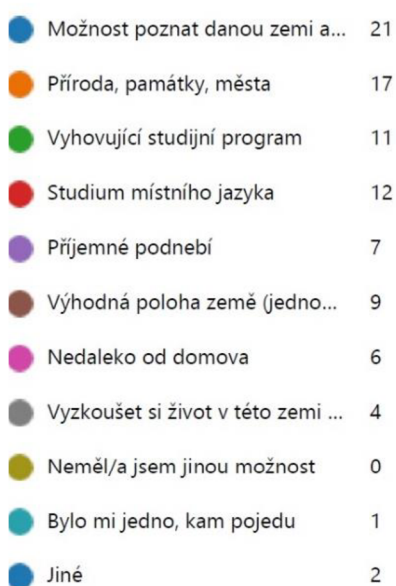 Možnost poznat danou zemi a... 21
Příroda, památky, města 17
Vyhovující studijní program 11
Studium místního jazyka 12
Příjemné podnebí 7
Výhodná poloha země (jedno... 9
Nedaleko od domova 6
Vyzkoušet si život v této zemi ... 4
Neměl/a jsem jinou možnost 0
Bylo mi jedno, kam pojedu 1
Jiné 2